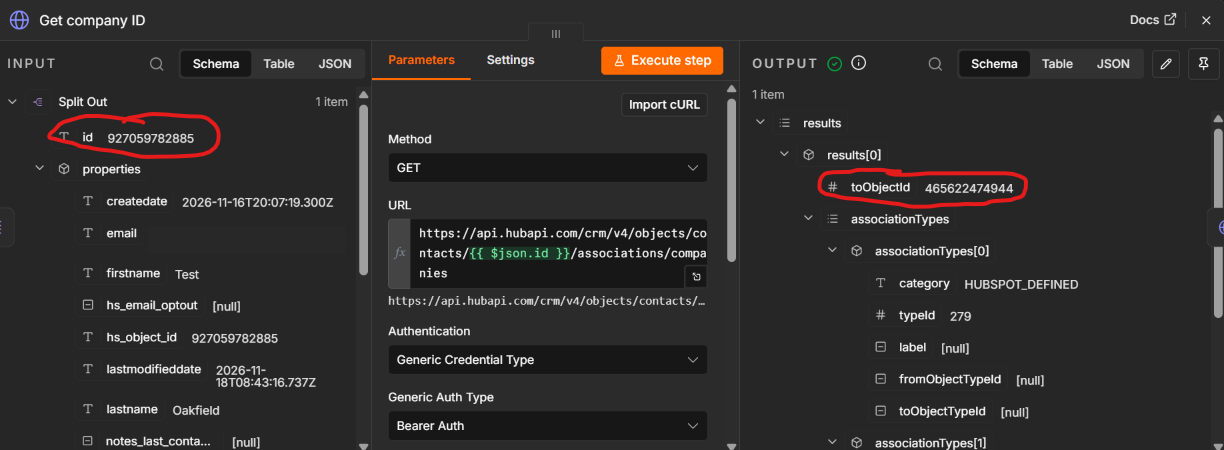 Get company ID
Docs
INPUT
Schema
Table
JSON
Split Out
1 item
id 927059782885
properties
createdate 2026-11-16T20:07:19.300Z
email
firstname Test
hs_email_optout [null]
hs_object_id 927059782885
lastmodifieddate 2026-11-
18T08:43:16.737Z
lastname Oakfield
notes_last_conta... [null]
Parameters
Settings
Execute step
Import cURL
Method
GET
URL
fx
https://api.hubapi.com/crm/v4/objects/co
ntacts/{{ $json.id }}/associations/compa
nies
https://api.hubapi.com/crm/v4/objects/contacts/…
Authentication
Generic Credential Type
Generic Auth Type
Bearer Auth
OUTPUT
Schema
Table
JSON
1 item
results
results[0]
# toObjectId 465622474944
associationTypes
associationTypes[0]
T category HUBSPOT_DEFINED
# typeId 279
label [null]
fromObjectTypeId [null]
toObjectTypeId [null]
associationTypes[1]